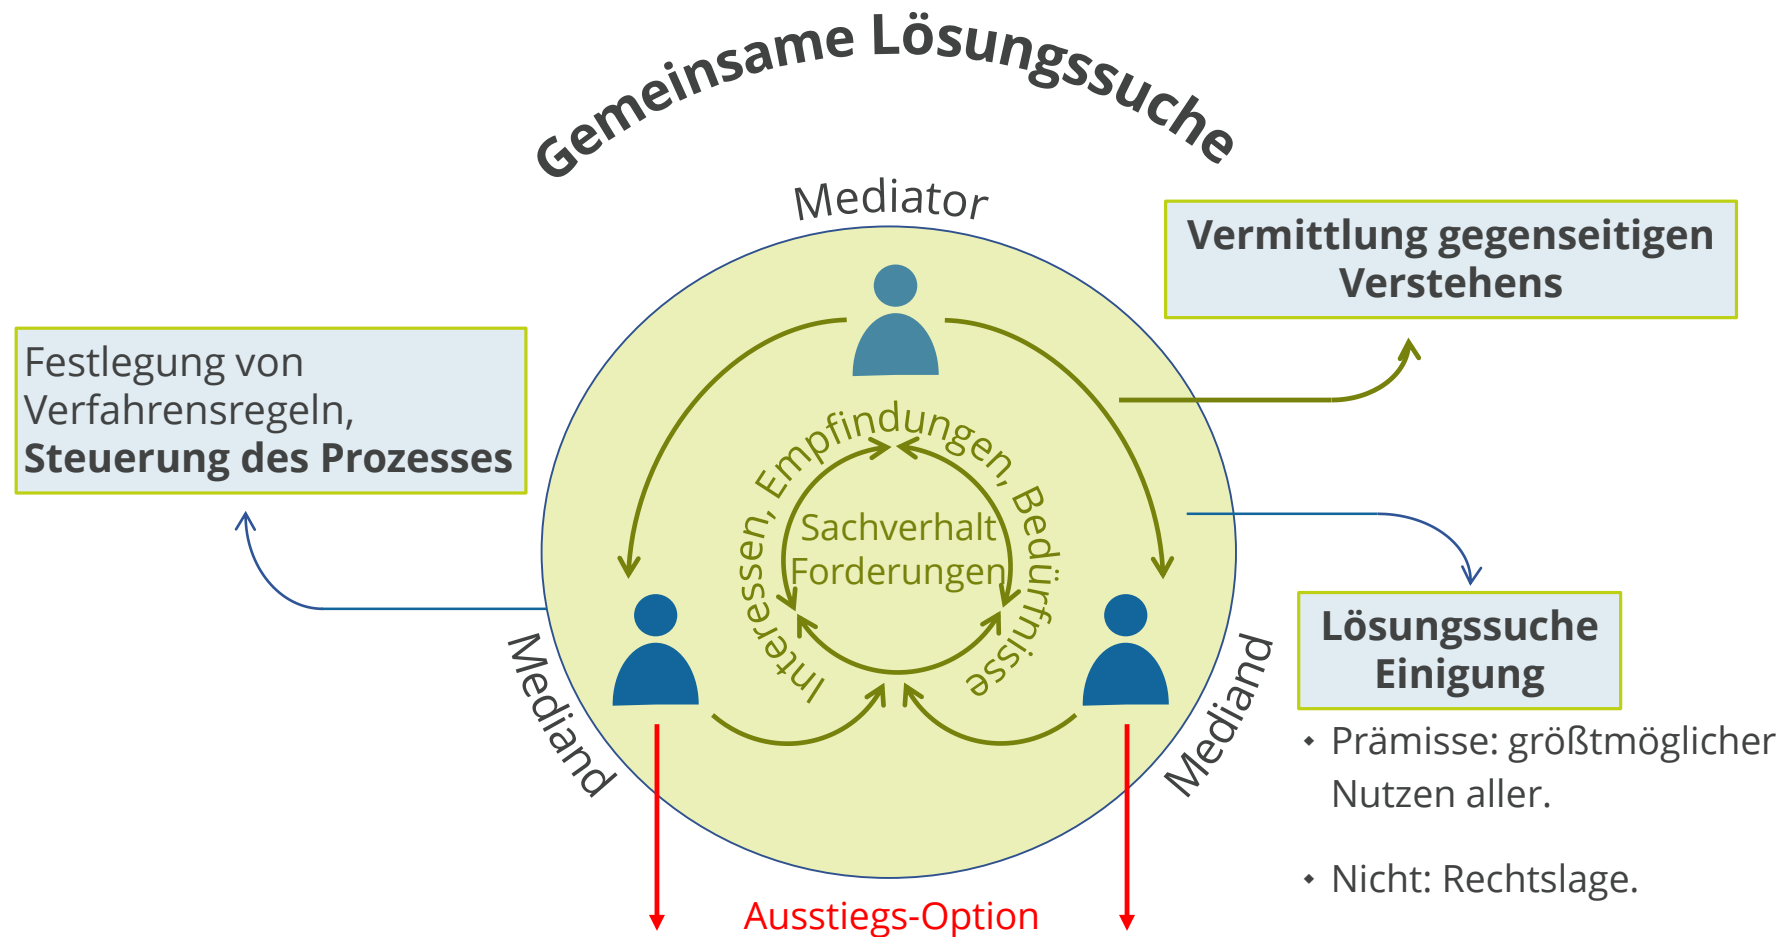 Gemeinsame Lösungssuche
Mediator
Vermittlung gegenseitigen
Verstehens
Festlegung von
Verfahrensregeln,
Steuerung des Prozesses
Interessen, Empfindungen, Bedürfnisse
Sachverhalt
Forderungen
Mediand
Mediand
Lösungssuche
Einigung
• Prämisse: größtmöglicher
Nutzen aller.
• Nicht: Rechtslage.
Ausstiegs-Option